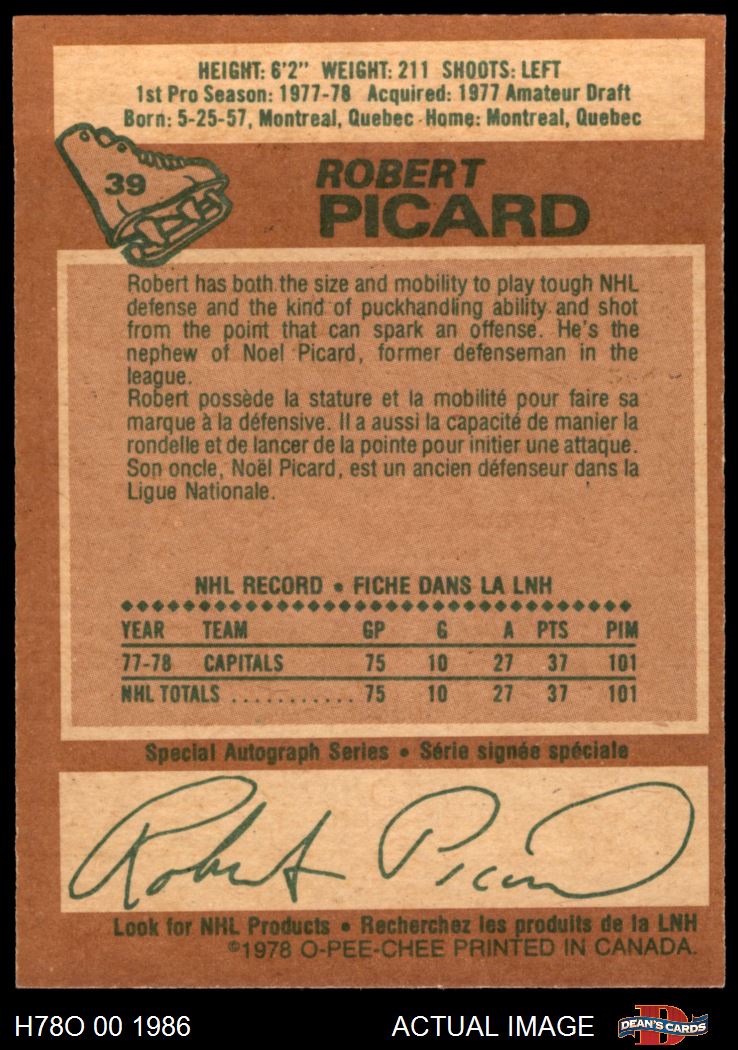 HEIGHT: 6'2" WEIGHT: 211 SHOOTS: LEFT
1st Pro Season: 1977-78 Acquired: 1977 Amateur Draft
Born: 5-25-57, Montreal, Quebec Home: Montreal, Quebec
39
ROBERT
PICARD
Robert has both the size and mobility to play tough NHL
defense and the kind of puckhandling ability and shot
from the point that can spark an offense. He's the
nephew of Noel Picard, former defenseman in the
league.
Robert possède la stature et la mobilité pour faire sa
marque à la défensive. Il a aussi la capacité de manier la
rondelle et de lancer de la pointe pour initier une attaque.
Son oncle, Noël Picard, est un ancien défenseur dans la
Ligue Nationale.
NHL RECORD • FICHE DANS LA LNH
YEAR TEAM GP G A PTS PIM
77-78 CAPITALS 75 10 27 37 101
NHL TOTALS ............ 75 10 27 37 101
Special Autograph Series • Série signée spéciale
Robert Picard
Look for NHL Products • Recherchez les produits de la LNH
©1978 O-PEE-CHEE PRINTED IN CANADA.
H78O 00 1986 ACTUAL IMAGE D DEAN'S CARDS